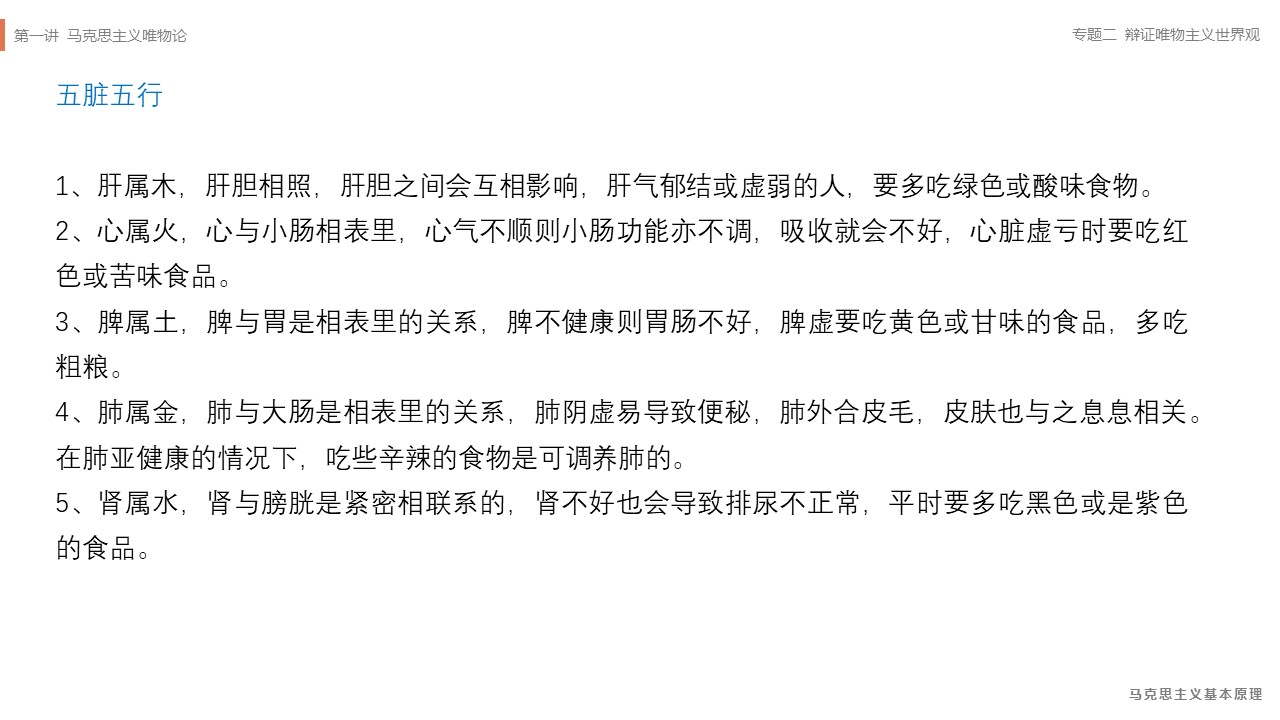 第一讲 马克思主义唯物论
专题二 辩证唯物主义世界观
五脏五行
1、肝属木，肝胆相照，肝胆之间会互相影响，肝气郁结或虚弱的人，要多吃绿色或酸味食物。
2、心属火，心与小肠相表里，心气不顺则小肠功能亦不调，吸收就会不好，心脏虚亏时要吃红
色或苦味食品。
3、脾属土，脾与胃是相表里的关系，脾不健康则胃肠不好，脾虚要吃黄色或甘味的食品，多吃
粗粮。
4、肺属金，肺与大肠是相表里的关系，肺阴虚易导致便秘，肺外合皮毛，皮肤也与之息息相关。
在肺亚健康的情况下，吃些辛辣的食物是可调养肺的。
5、肾属水，肾与膀胱是紧密相联系的，肾不好也会导致排尿不正常，平时要多吃黑色或是紫色
的食品。
马克思主义基本原理